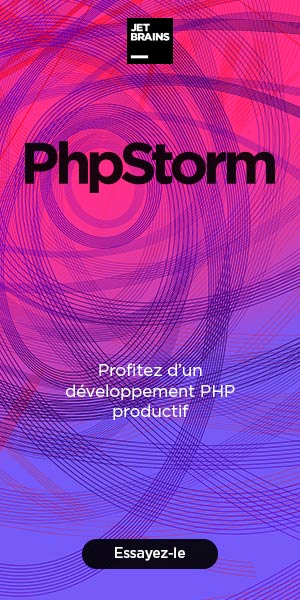 JET
BRAINS
PhpStorm
Profitez d’un
développement PHP
productif
Essayez-le